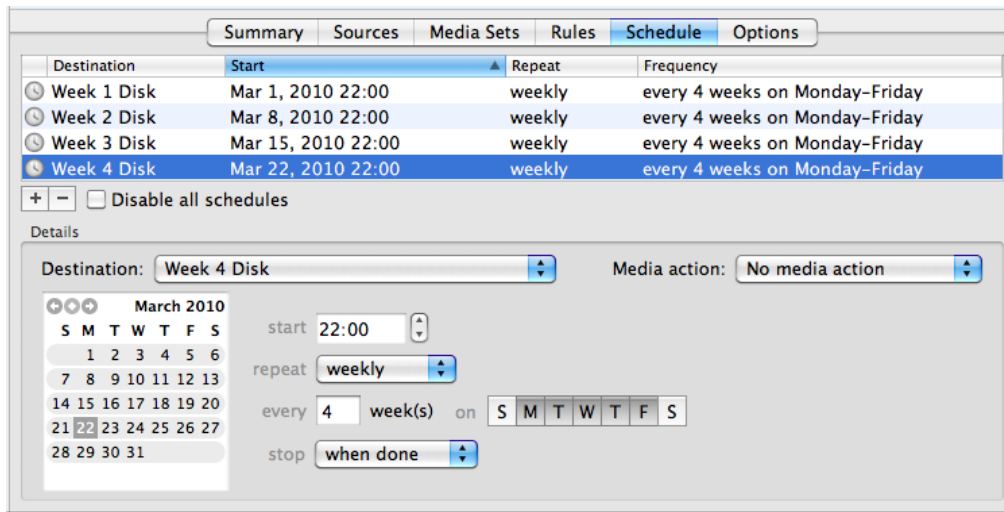 Summary Sources Media Sets Rules Schedule Options
Destination Start Repeat Frequency
Week 1 Disk Mar 1, 2010 22:00 weekly every 4 weeks on Monday–Friday
Week 2 Disk Mar 8, 2010 22:00 weekly every 4 weeks on Monday–Friday
Week 3 Disk Mar 15, 2010 22:00 weekly every 4 weeks on Monday–Friday
Week 4 Disk Mar 22, 2010 22:00 weekly every 4 weeks on Monday–Friday
+ – Disable all schedules
Details
Destination: Week 4 Disk Media action: No media action
March 2010
S M T W T F S
1 2 3 4 5 6
7 8 9 10 11 12 13
14 15 16 17 18 19 20
21 22 23 24 25 26 27
28 29 30 31
start 22:00
repeat weekly
every 4 week(s) on S M T W T F S
stop when done